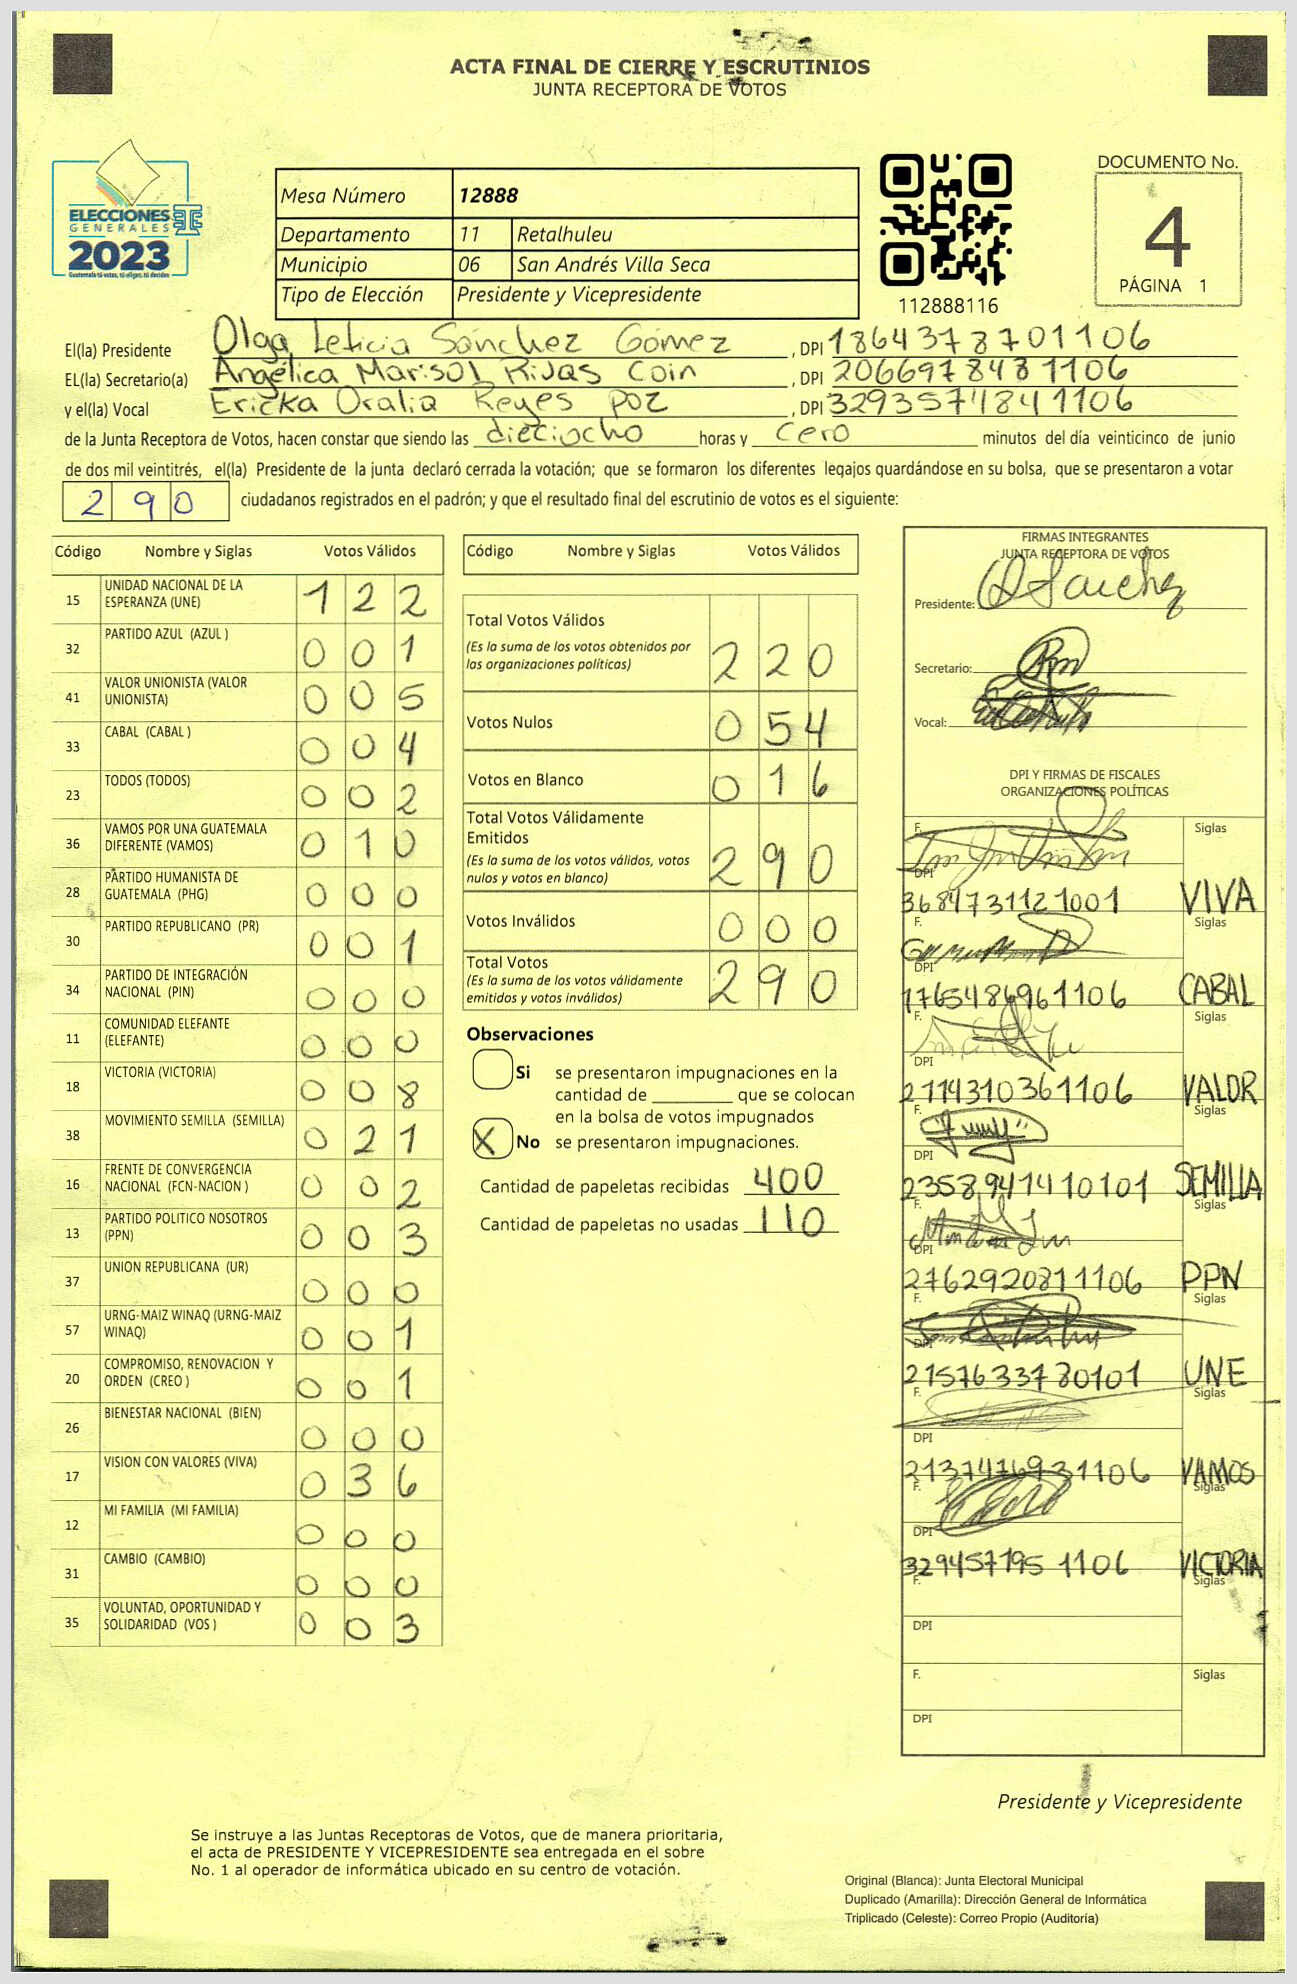 ACTA FINAL DE CIERRE Y ESCRUTINIOS
JUNTA RECEPTORA DE VOTOS
ELECCIONES
GENERALES
2023
Guatemala tú votas, tú eliges, tú decides
Mesa Número 12888
Departamento 11 Retalhuleu
Municipio 06 San Andrés Villa Seca
Tipo de Elección Presidente y Vicepresidente
112888116
DOCUMENTO No.
4
PÁGINA 1
El(la) Presidente Olga Leticia Sánchez Gómez , DPI 1864378701106
EL(la) Secretario(a) Angélica Marisol Rivas Coin , DPI 2066978481106
y el(la) Vocal Ericka Oralia Reyes Poz , DPI 3293574841106
de la Junta Receptora de Votos, hacen constar que siendo las dieciocho horas y cero minutos del día veinticinco de junio
de dos mil veintitrés, el(la) Presidente de la junta declaró cerrada la votación; que se formaron los diferentes legajos guardándose en su bolsa, que se presentaron a votar
290 ciudadanos registrados en el padrón; y que el resultado final del escrutinio de votos es el siguiente:
Código Nombre y Siglas Votos Válidos
15 UNIDAD NACIONAL DE LA ESPERANZA (UNE) 122
32 PARTIDO AZUL (AZUL ) 001
41 VALOR UNIONISTA (VALOR UNIONISTA) 005
33 CABAL (CABAL ) 004
23 TODOS (TODOS) 002
36 VAMOS POR UNA GUATEMALA DIFERENTE (VAMOS) 010
28 PARTIDO HUMANISTA DE GUATEMALA (PHG) 000
30 PARTIDO REPUBLICANO (PR) 001
34 PARTIDO DE INTEGRACIÓN NACIONAL (PIN) 000
11 COMUNIDAD ELEFANTE (ELEFANTE) 000
18 VICTORIA (VICTORIA) 008
38 MOVIMIENTO SEMILLA (SEMILLA) 021
16 FRENTE DE CONVERGENCIA NACIONAL (FCN-NACION ) 002
13 PARTIDO POLITICO NOSOTROS (PPN) 003
37 UNION REPUBLICANA (UR) 000
57 URNG-MAIZ WINAQ (URNG-MAIZ WINAQ) 001
20 COMPROMISO, RENOVACION Y ORDEN (CREO ) 001
26 BIENESTAR NACIONAL (BIEN) 000
17 VISION CON VALORES (VIVA) 036
12 MI FAMILIA (MI FAMILIA) 000
31 CAMBIO (CAMBIO) 000
35 VOLUNTAD, OPORTUNIDAD Y SOLIDARIDAD (VOS ) 003
Código Nombre y Siglas Votos Válidos
Total Votos Válidos 220
(Es la suma de los votos obtenidos por
las organizaciones políticas)
Votos Nulos 054
Votos en Blanco 016
Total Votos Válidamente
Emitidos 290
(Es la suma de los votos válidos, votos
nulos y votos en blanco)
Votos Inválidos 000
Total Votos 290
(Es la suma de los votos válidamente
emitidos y votos inválidos)
Observaciones
Si se presentaron impugnaciones en la
cantidad de ________ que se colocan
en la bolsa de votos impugnados
X No se presentaron impugnaciones.
Cantidad de papeletas recibidas 400
Cantidad de papeletas no usadas 110
FIRMAS INTEGRANTES
JUNTA RECEPTORA DE VOTOS
Presidente: OSanchez
Secretario:
Vocal:
DPI Y FIRMAS DE FISCALES
ORGANIZACIONES POLÍTICAS
F. Siglas
DPI 3684731121001 VIVA
F. Siglas
DPI 1765486961106 CABAL
F. Siglas
DPI 2114310361106 VALOR
F. Siglas
DPI 2358941410101 SEMILLA
F. Siglas
DPI 2762920811106 PPN
F. Siglas
DPI 2157633780101 UNE
F. Siglas
DPI 2137476931106 VAMOS
F. Siglas
DPI 3294577951106 VICTORIA
F. Siglas
DPI
F. Siglas
DPI
Presidente y Vicepresidente
Se instruye a las Juntas Receptoras de Votos, que de manera prioritaria,
el acta de PRESIDENTE Y VICEPRESIDENTE sea entregada en el sobre
No. 1 al operador de informática ubicado en su centro de votación.
Original (Blanca): Junta Electoral Municipal
Duplicado (Amarilla): Dirección General de Informática
Triplicado (Celeste): Correo Propio (Auditoría)